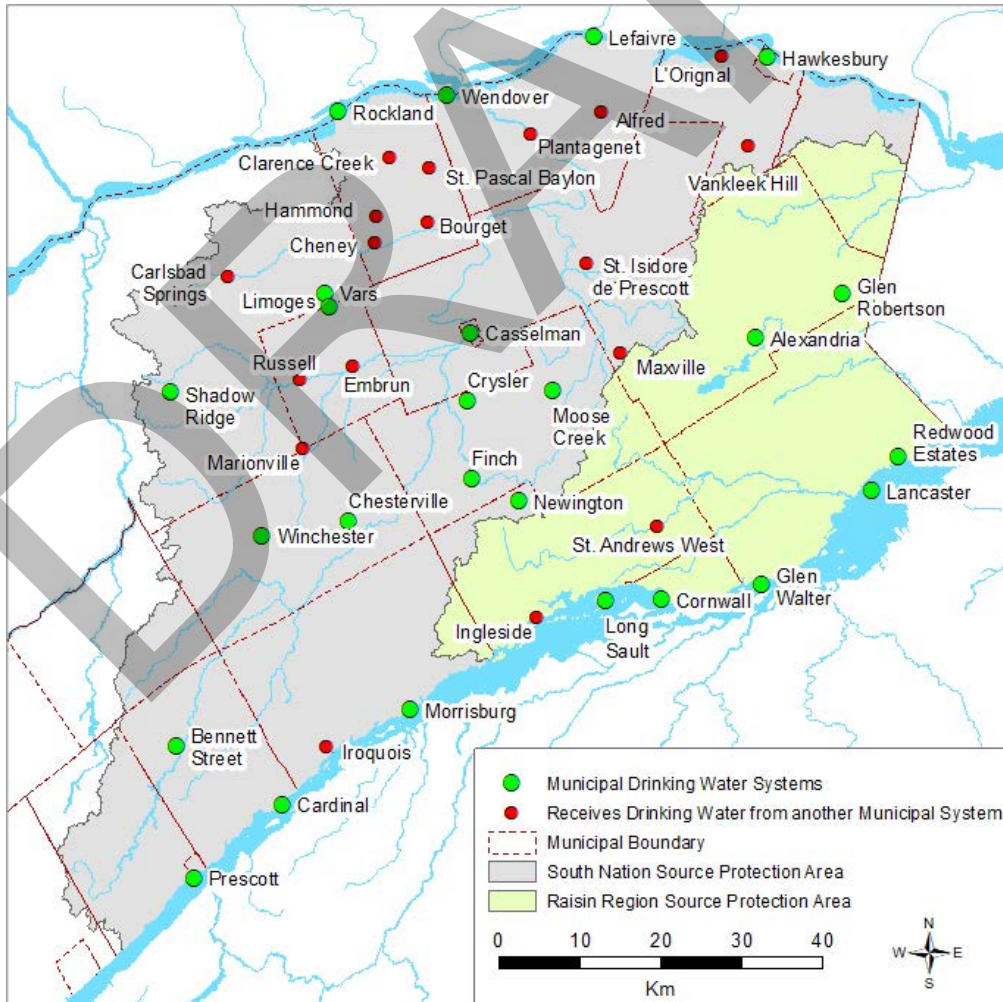 Lefaivre
L'Orignal
Hawkesbury
Wendover
Rockland
Alfred
Plantagenet
Clarence Creek
St. Pascal Baylon
Vankleek Hill
Hammond
Bourget
Cheney
St. Isidore
de Prescott
Carlsbad
Springs
Limoges
Vars
Glen
Robertson
Casselman
Alexandria
Russell
Embrun
Maxville
Shadow
Ridge
Crysler
Moose
Creek
Marionville
Finch
Redwood
Estates
Lancaster
Chesterville
Newington
Winchester
St. Andrews West
Glen
Walter
Cornwall
Long
Sault
Ingleside
Morrisburg
Bennett
Street
Iroquois
Cardinal
Prescott
Municipal Drinking Water Systems
Receives Drinking Water from another Municipal System
Municipal Boundary
South Nation Source Protection Area
Raisin Region Source Protection Area
0 10 20 30 40
Km
N
W E
S
DRAFT